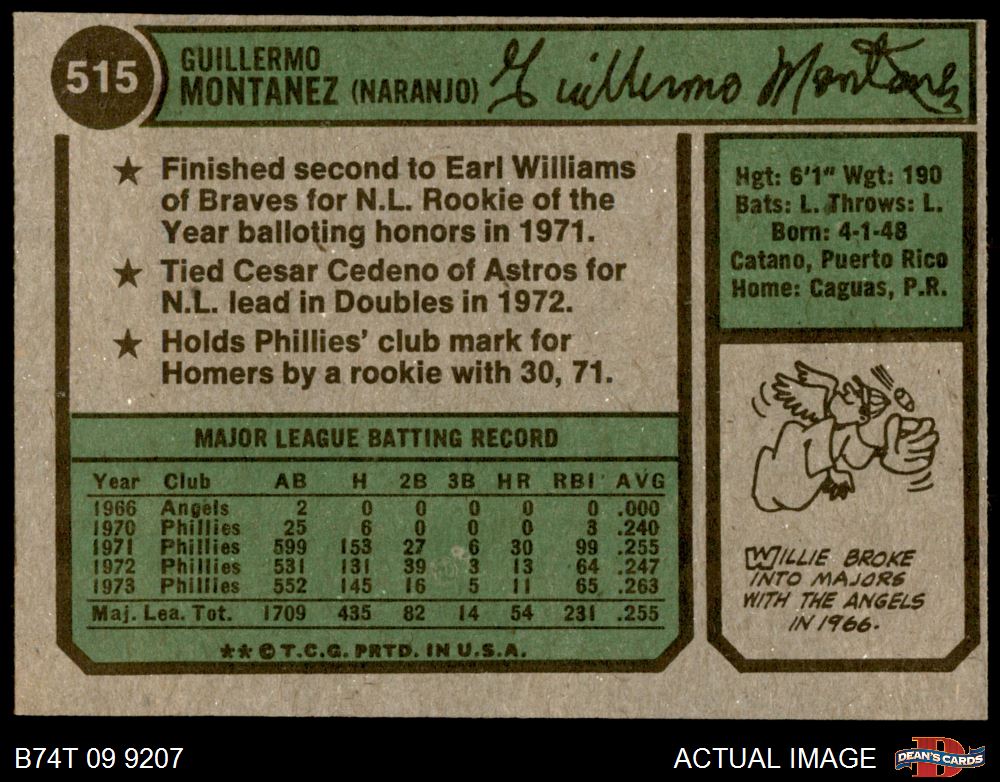 515
GUILLERMO
MONTANEZ (NARANJO)
Guillermo Montanez
★ Finished second to Earl Williams
of Braves for N.L. Rookie of the
Year balloting honors in 1971.
★ Tied Cesar Cedeno of Astros for
N.L. lead in Doubles in 1972.
★ Holds Phillies' club mark for
Homers by a rookie with 30, 71.
Hgt: 6'1" Wgt: 190
Bats: L. Throws: L.
Born: 4-1-48
Catano, Puerto Rico
Home: Caguas, P.R.
MAJOR LEAGUE BATTING RECORD
Year Club AB H 2B 3B HR RBI AVG
1966 Angels 2 0 0 0 0 0 .000
1970 Phillies 25 6 0 0 0 3 .240
1971 Phillies 599 153 27 6 30 99 .255
1972 Phillies 531 131 39 3 13 64 .247
1973 Phillies 552 145 16 5 11 65 .263
Maj. Lea. Tot. 1709 435 82 14 54 231 .255
★★ © T.C.G. PRTD. IN U.S.A.
WILLIE BROKE
INTO MAJORS
WITH THE ANGELS
IN 1966.
B74T 09 9207
ACTUAL IMAGE
D
DEAN'S CARDS